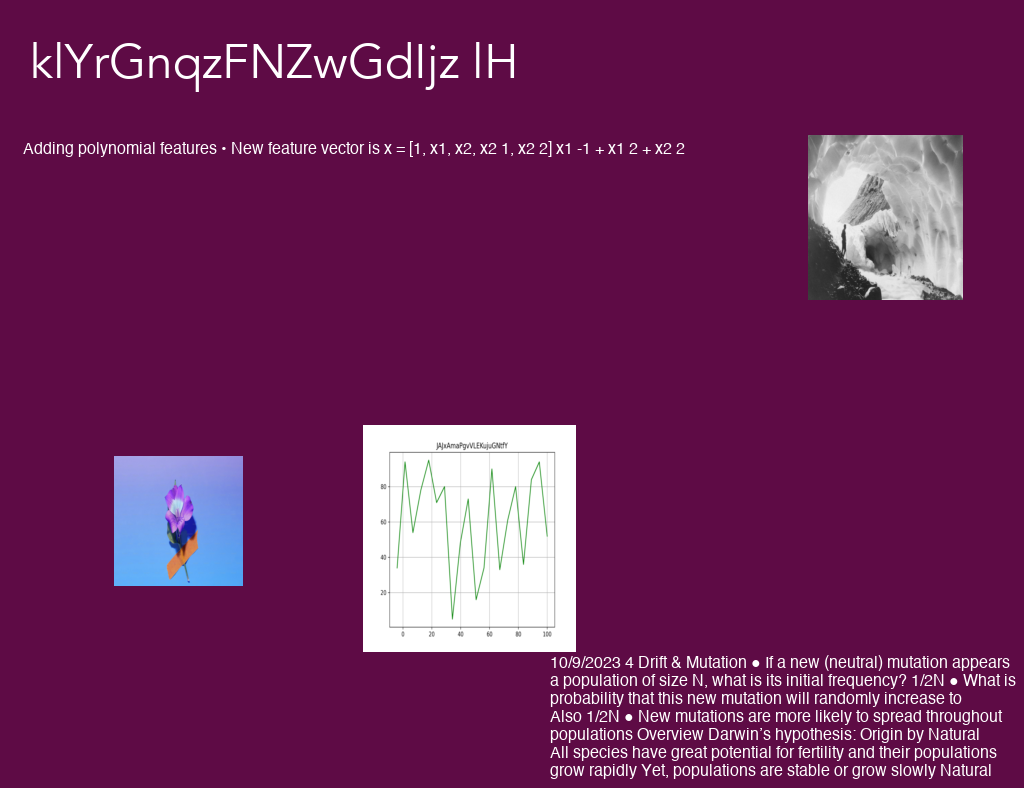 klYrGnqzFNZwGdIjz lH
Adding polynomial features • New feature vector is x = [1, x1, x2, x2 1, x2 2] x1 -1 + x1 2 + x2 2
JAJxAmaPgvVLEKujuGNtfY
80
60
40
20
0 20 40 60 80 100
10/9/2023 4 Drift & Mutation ● If a new (neutral) mutation appears
a population of size N, what is its initial frequency? 1/2N ● What is
probability that this new mutation will randomly increase to
Also 1/2N ● New mutations are more likely to spread throughout
populations Overview Darwin's hypothesis: Origin by Natural
All species have great potential for fertility and their populations
grow rapidly Yet, populations are stable or grow slowly Natural